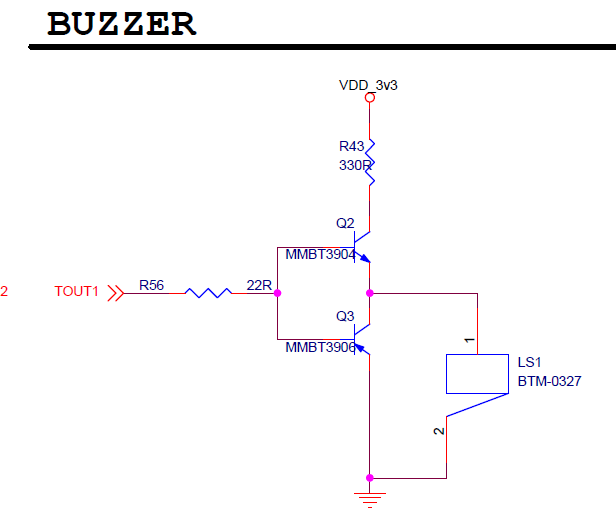 BUZZER
VDD_3v3
R43
330R
Q2
MMBT3904
2
TOUT1
R56
22R
Q3
MMBT3906
1
LS1
BTM-0327
2